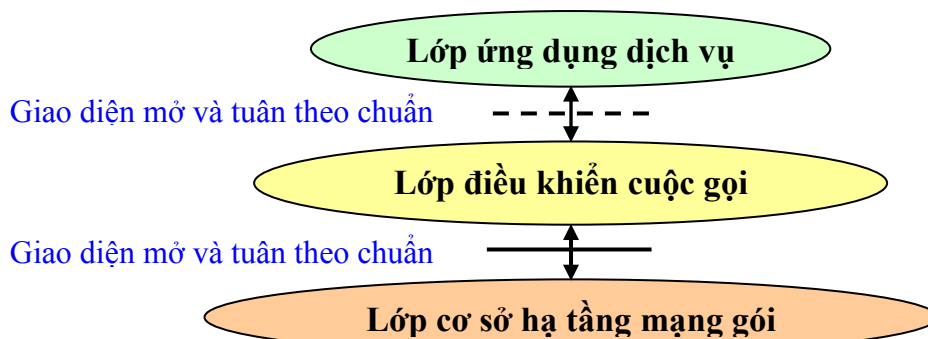 Lớp ứng dụng dịch vụ
Giao diện mở và tuân theo chuẩn
Lớp điều khiển cuộc gọi
Giao diện mở và tuân theo chuẩn
Lớp cơ sở hạ tầng mạng gói